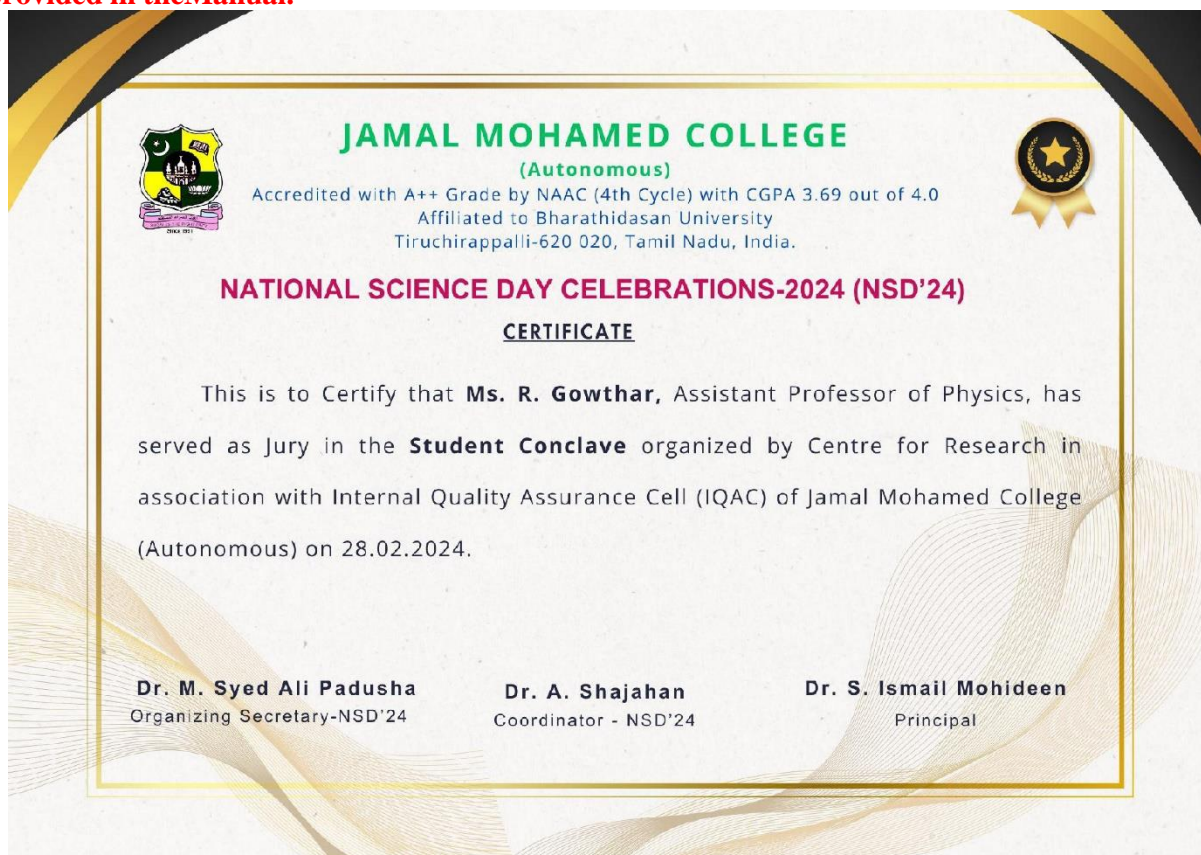 provided in theManual.
JAMAL MOHAMED COLLEGE
(Autonomous)
Accredited with A++ Grade by NAAC (4th Cycle) with CGPA 3.69 out of 4.0
Affiliated to Bharathidasan University
Tiruchirappalli-620 020, Tamil Nadu, India.
NATIONAL SCIENCE DAY CELEBRATIONS-2024 (NSD’24)
CERTIFICATE
This is to Certify that Ms. R. Gowthar, Assistant Professor of Physics, has
served as Jury in the Student Conclave organized by Centre for Research in
association with Internal Quality Assurance Cell (IQAC) of Jamal Mohamed College
(Autonomous) on 28.02.2024.
Dr. M. Syed Ali Padusha Dr. A. Shajahan Dr. S. Ismail Mohideen
Organizing Secretary-NSD’24 Coordinator - NSD’24 Principal